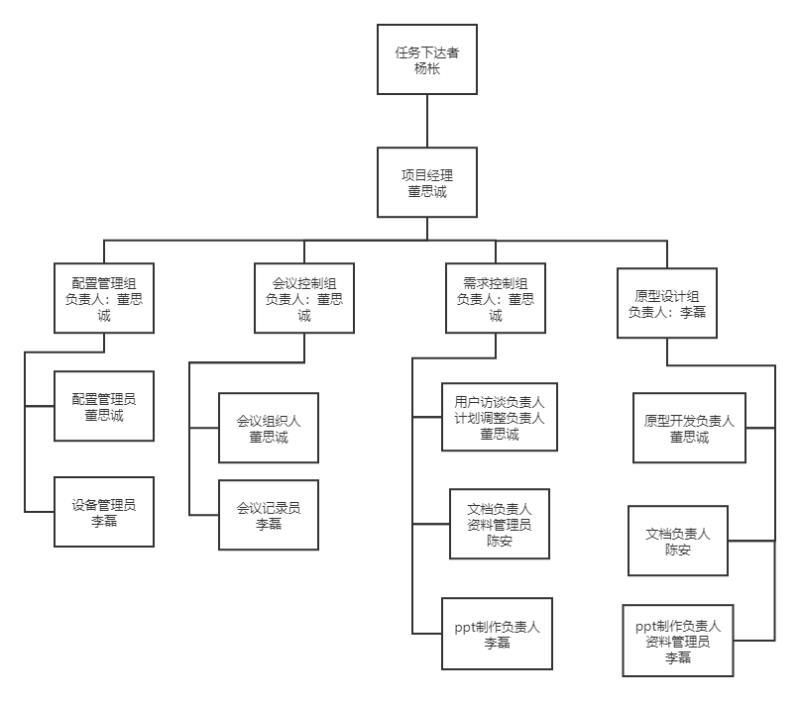 任务下达者
杨枨
项目经理
董思诚
配置管理组
负责人：董思
诚
会议控制组
负责人：董思
诚
需求控制组
负责人：董思
诚
原型设计组
负责人：李磊
配置管理员
董思诚
设备管理员
李磊
会议组织人
董思诚
会议记录员
李磊
用户访谈负责人
计划调整负责人
董思诚
文档负责人
资料管理员
陈安
ppt制作负责人
李磊
原型开发负责人
董思诚
文档负责人
陈安
ppt制作负责人
资料管理员
李磊